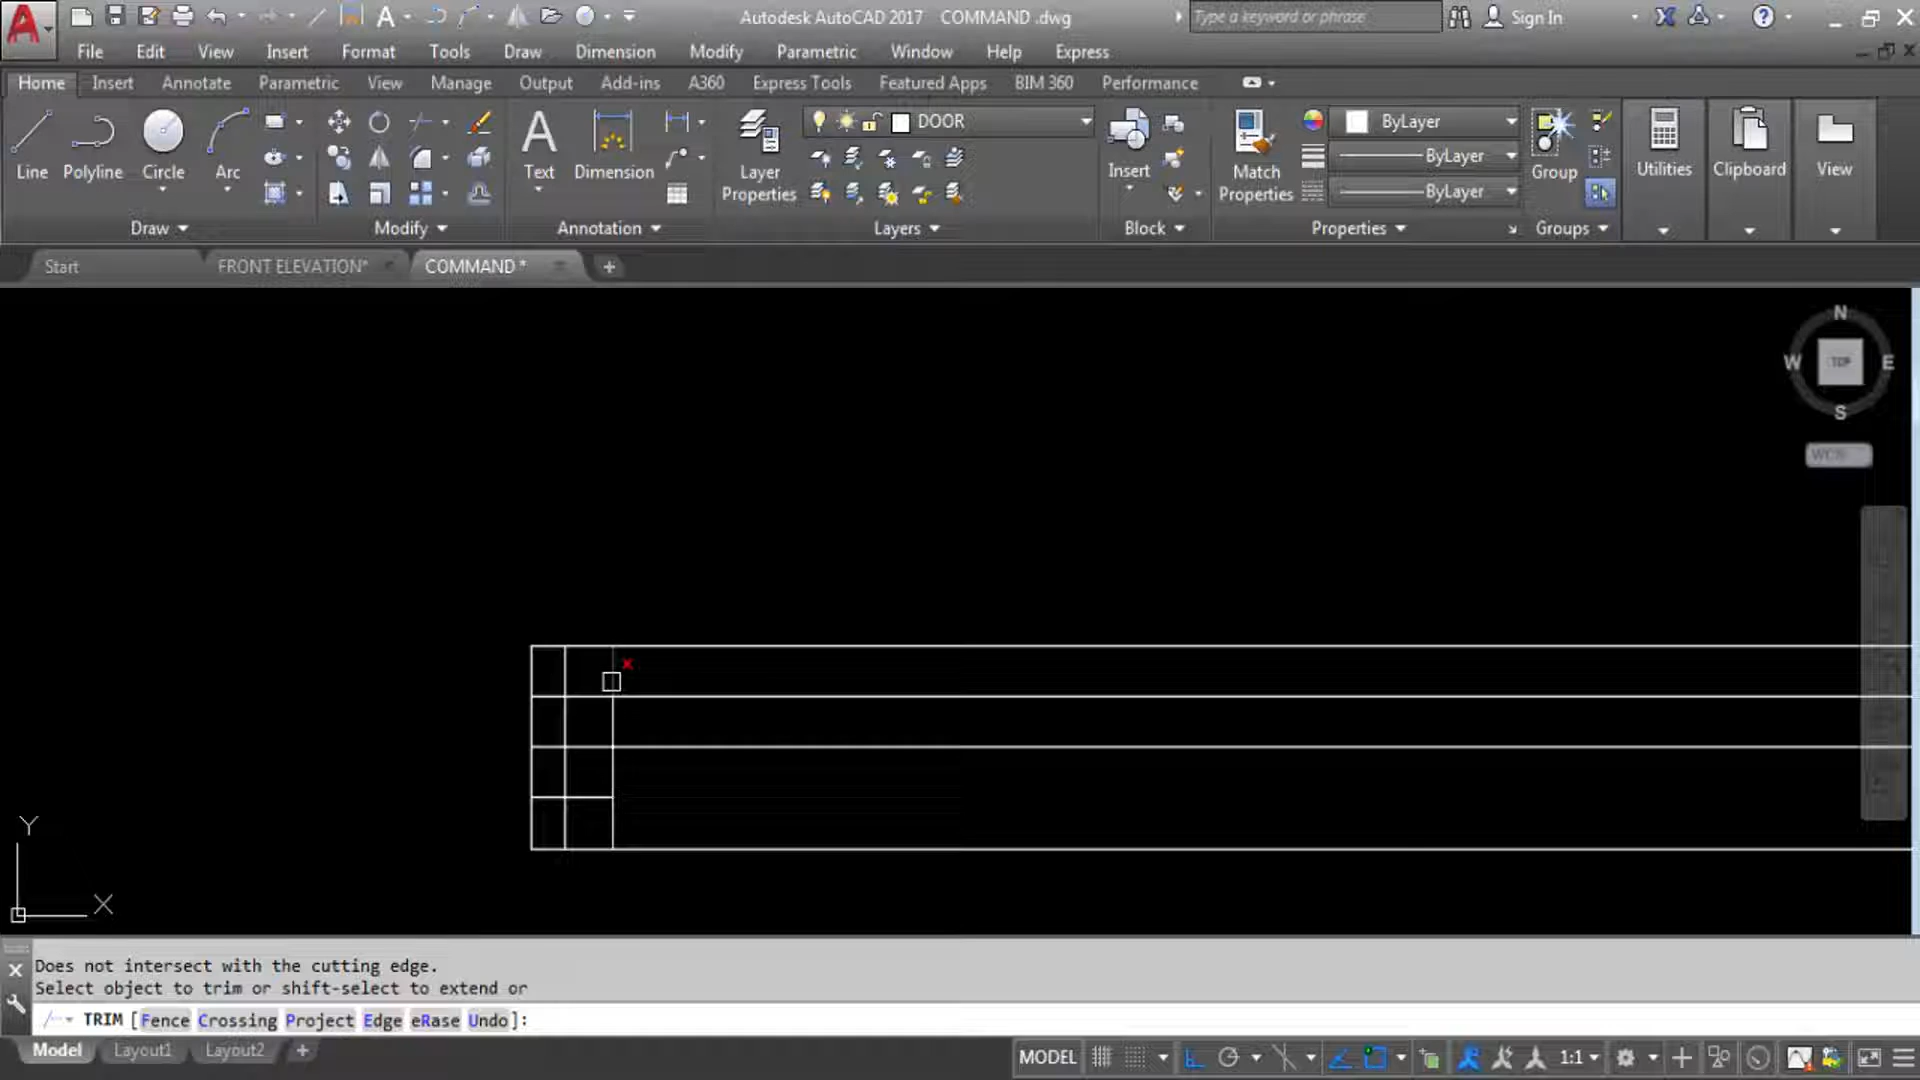 Autodesk AutoCAD 2017 COMMAND .dwg
Type a keyword or phrase
Sign In
File Edit View Insert Format Tools Draw Dimension Modify Parametric Window Help Express
Home Insert Annotate Parametric View Manage Output Add-ins A360 Express Tools Featured Apps BIM 360 Performance
DOOR
ByLayer
ByLayer
ByLayer
Line Polyline Circle Arc
Text Dimension
Layer Properties
Insert
Match Properties
Group
Utilities
Clipboard
View
Draw Modify Annotation Layers Block Properties Groups
Start FRONT ELEVATION* COMMAND * +
N
W TOP E
S
WCS
Y
X
Does not intersect with the cutting edge.
Select object to trim or shift-select to extend or
TRIM [Fence Crossing Project Edge eRase Undo]:
Model Layout1 Layout2 +
MODEL 1:1